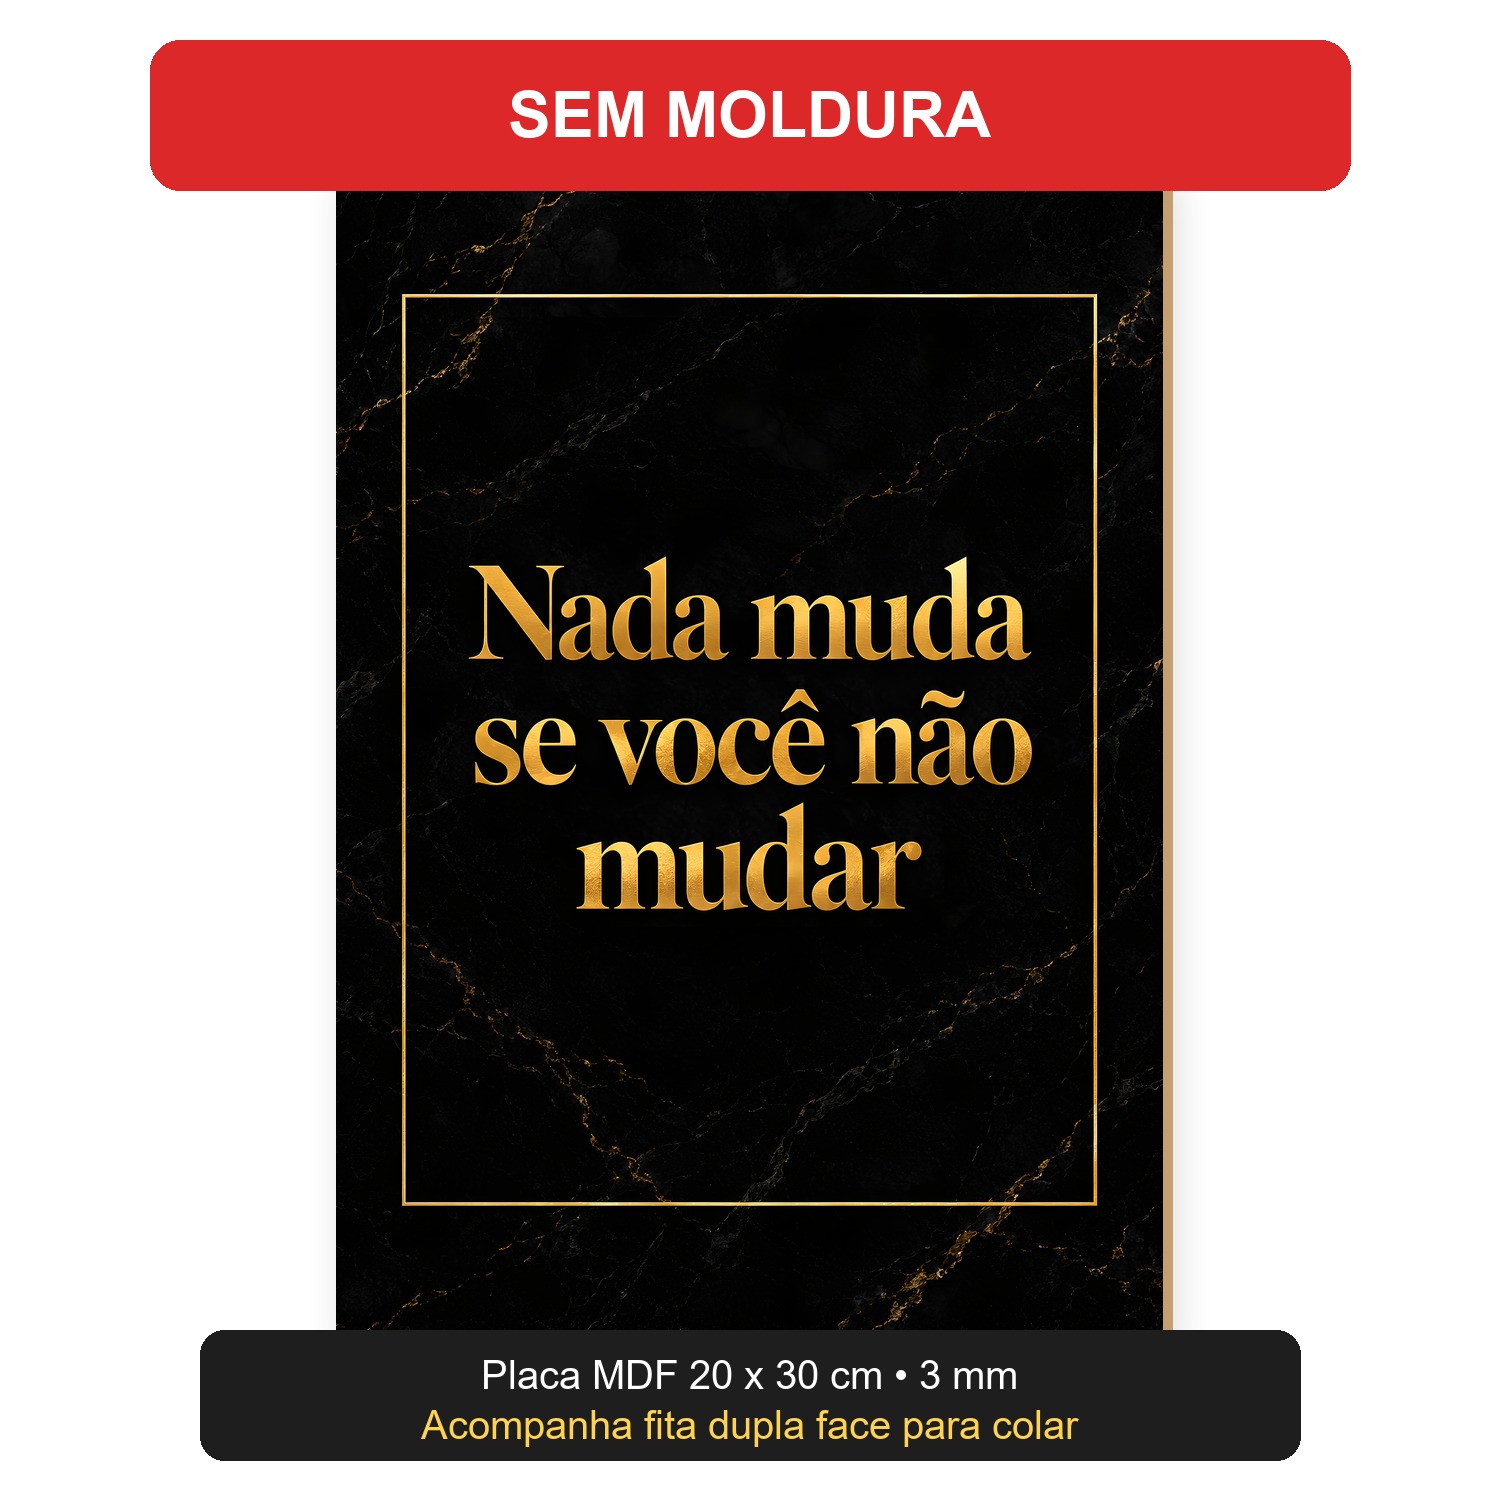 SEM MOLDURA
Nada muda
se você não
mudar
Placa MDF 20 x 30 cm • 3 mm
Acompanha fita dupla face para colar